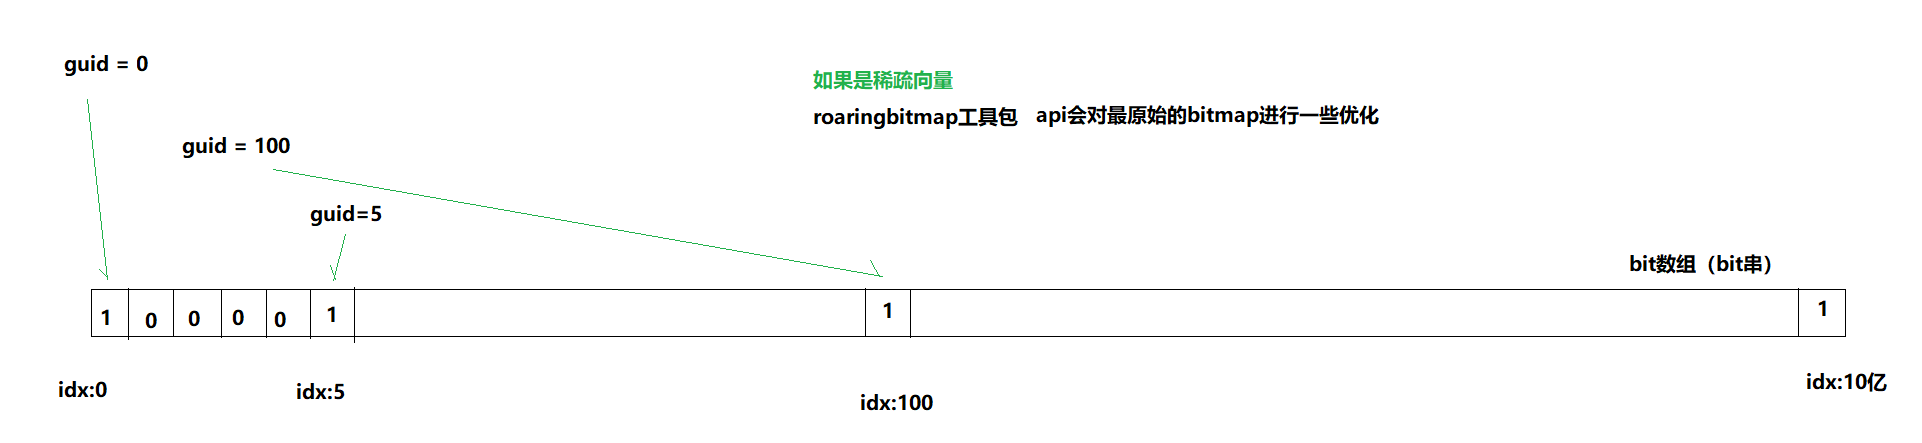 guid = 0
如果是稀疏向量
roaringbitmap工具包 api会对最原始的bitmap进行一些优化
guid = 100
guid=5
bit数组（bit串）
1 0 0 0 0 1 1 1
idx:0 idx:5 idx:100 idx:10亿